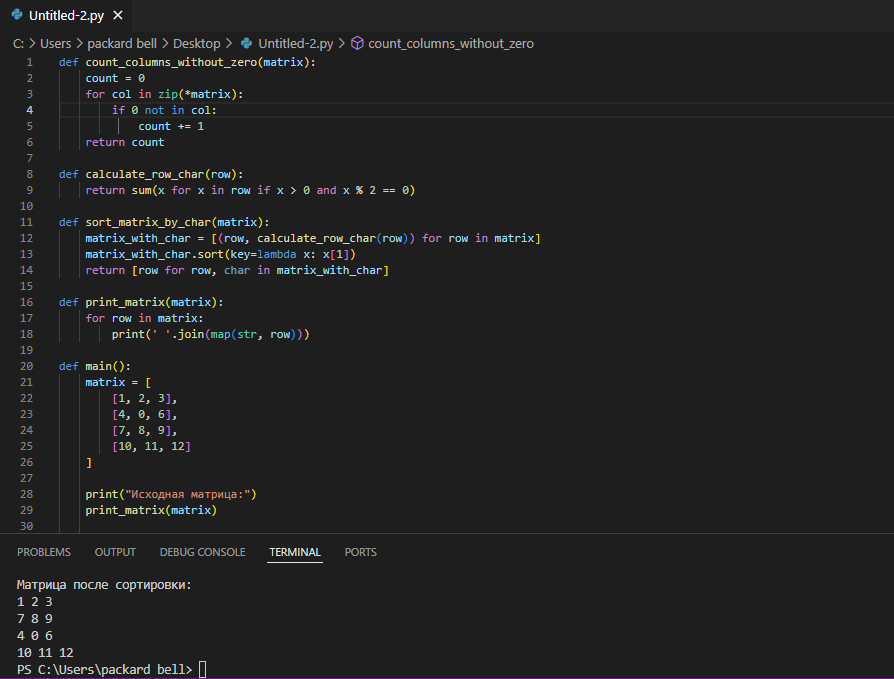 Untitled-2.py
C: > Users > packard bell > Desktop > Untitled-2.py > count_columns_without_zero
1 def count_columns_without_zero(matrix):
2     count = 0
3     for col in zip(*matrix):
4         if 0 not in col:
5             count += 1
6     return count
7
8 def calculate_row_char(row):
9     return sum(x for x in row if x > 0 and x % 2 == 0)
10
11 def sort_matrix_by_char(matrix):
12     matrix_with_char = [(row, calculate_row_char(row)) for row in matrix]
13     matrix_with_char.sort(key=lambda x: x[1])
14     return [row for row, char in matrix_with_char]
15
16 def print_matrix(matrix):
17     for row in matrix:
18         print(' '.join(map(str, row)))
19
20 def main():
21     matrix = [
22         [1, 2, 3],
23         [4, 0, 6],
24         [7, 8, 9],
25         [10, 11, 12]
26     ]
27
28     print("Исходная матрица:")
29     print_matrix(matrix)
30
PROBLEMS OUTPUT DEBUG CONSOLE TERMINAL PORTS
Матрица после сортировки:
1 2 3
7 8 9
4 0 6
10 11 12
PS C:\Users\packard bell>